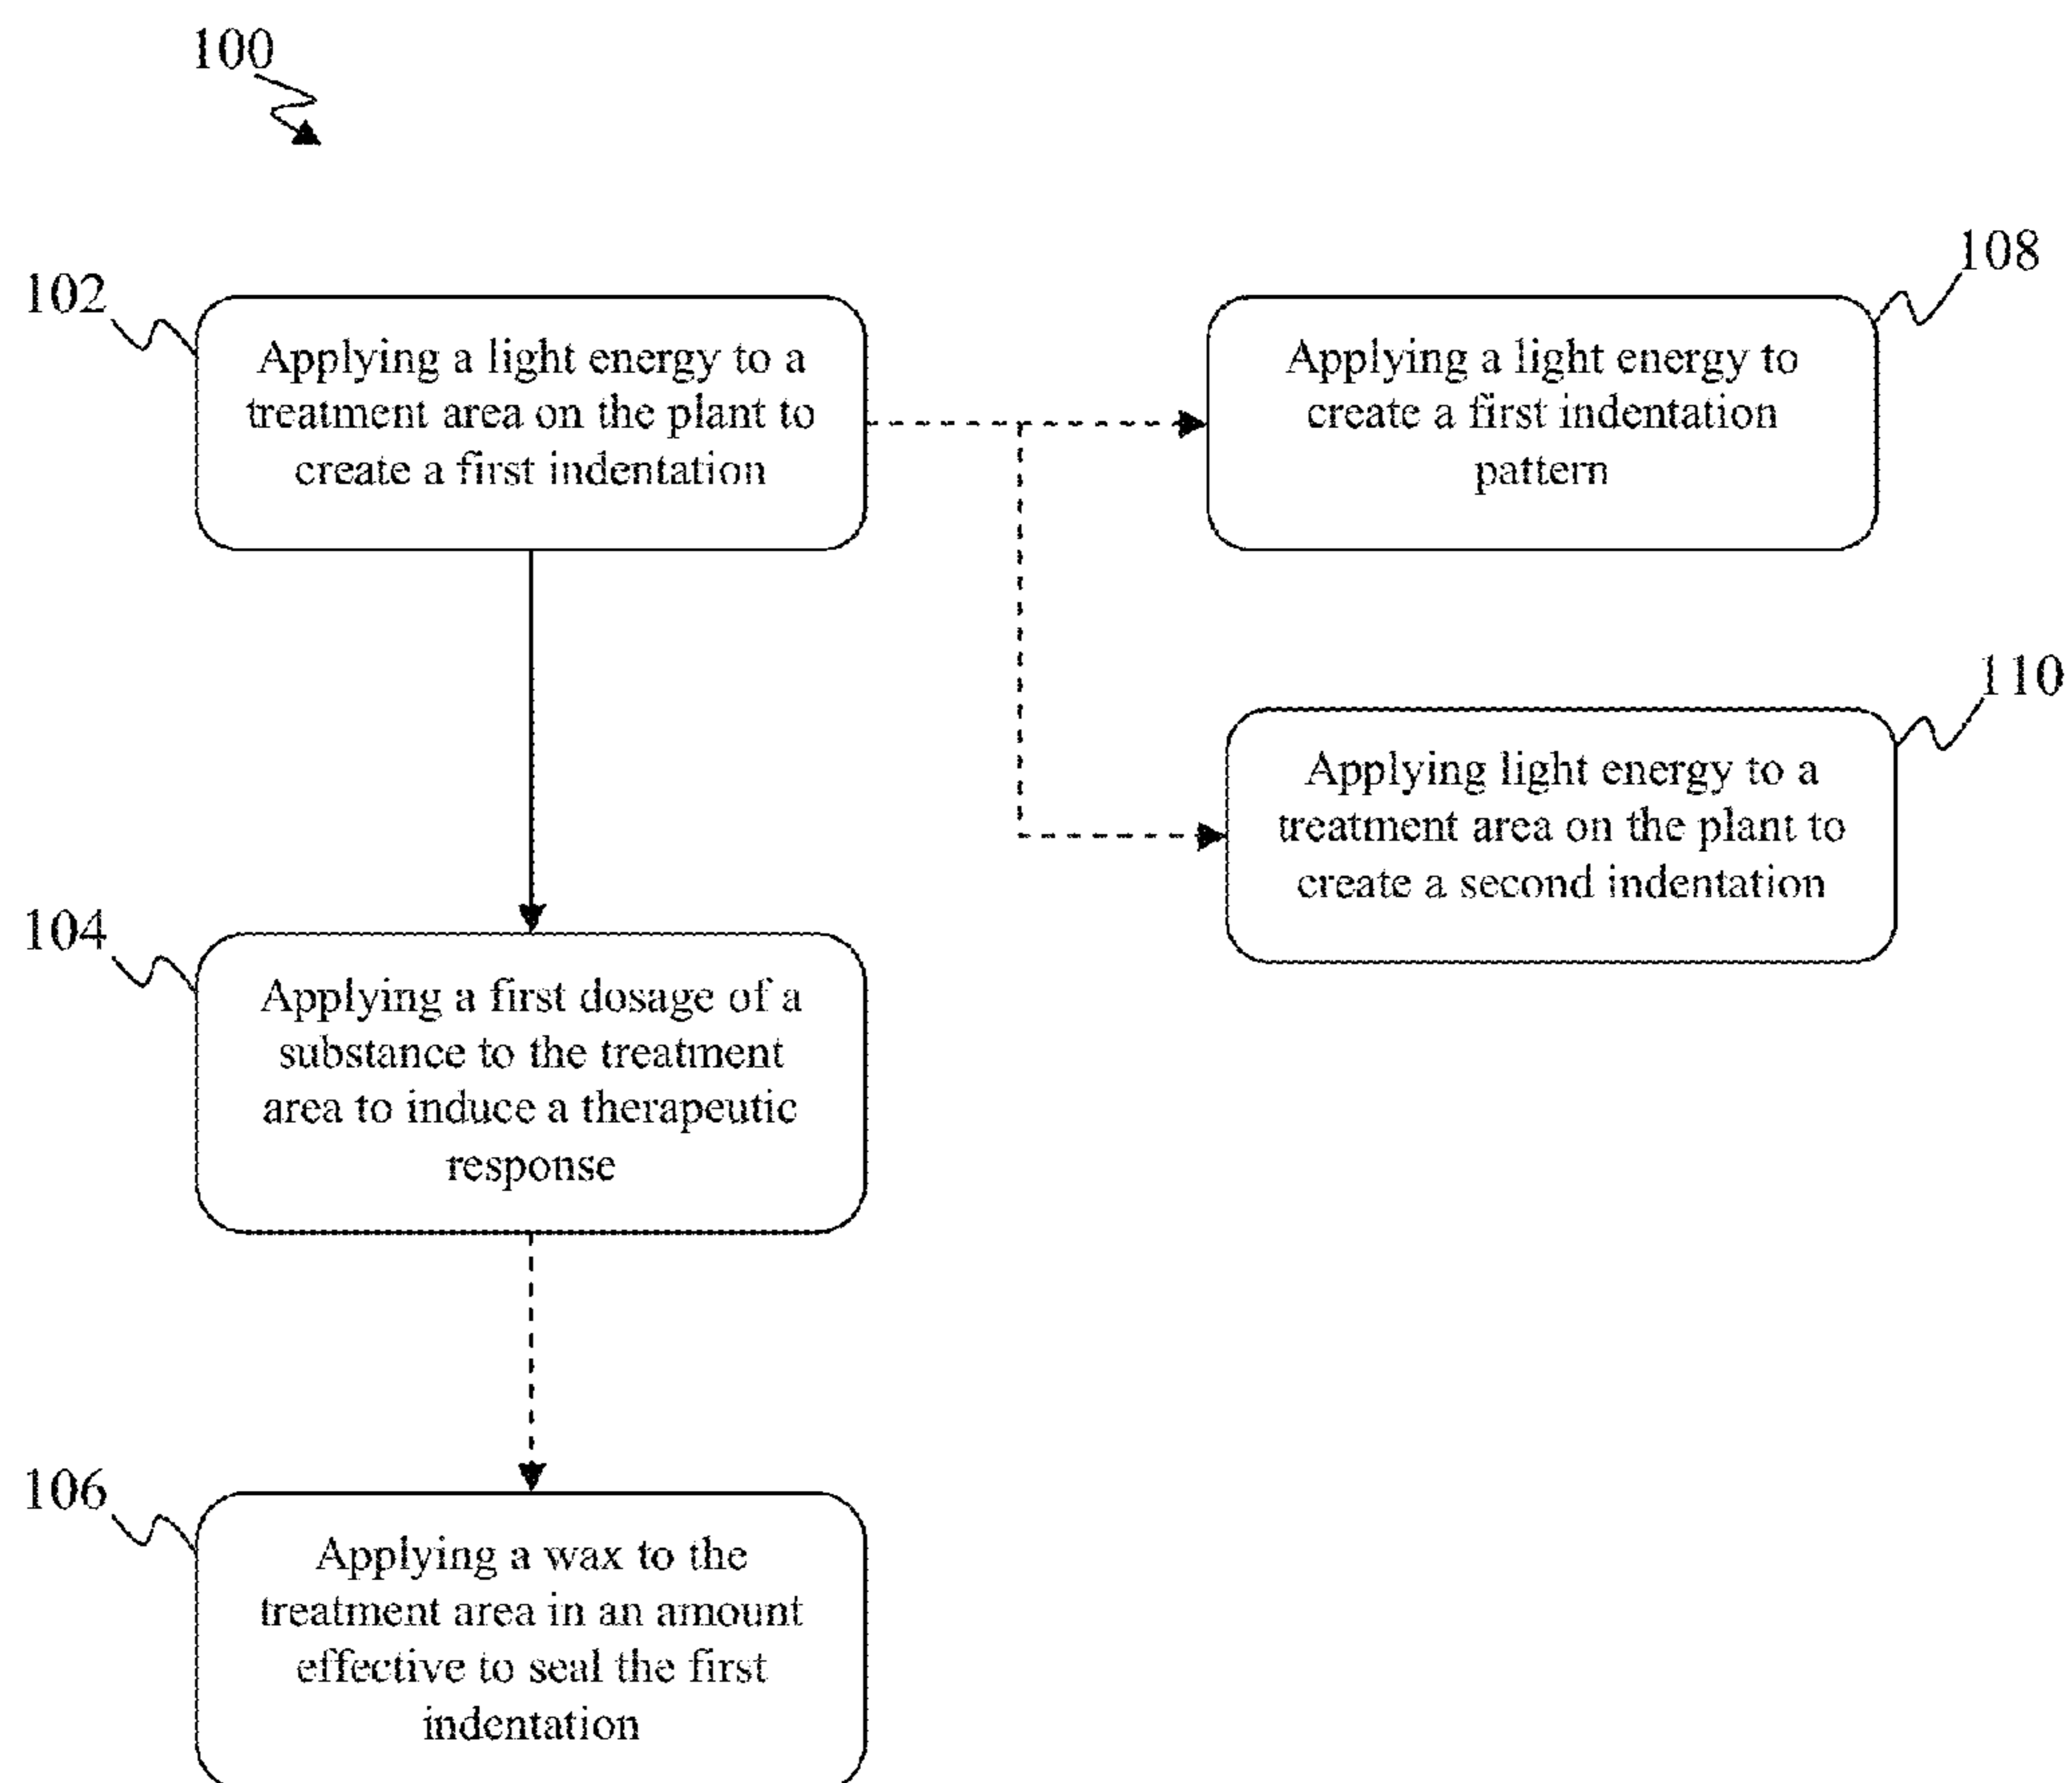 100
102
Applying a light energy to a
treatment area on the plant to
create a first indentation
108
Applying a light energy to
create a first indentation
pattern
110
Applying light energy to a
treatment area on the plant to
create a second indentation
104
Applying a first dosage of a
substance to the treatment
area to induce a therapeutic
response
106
Applying a wax to the
treatment area in an amount
effective to seal the first
indentation